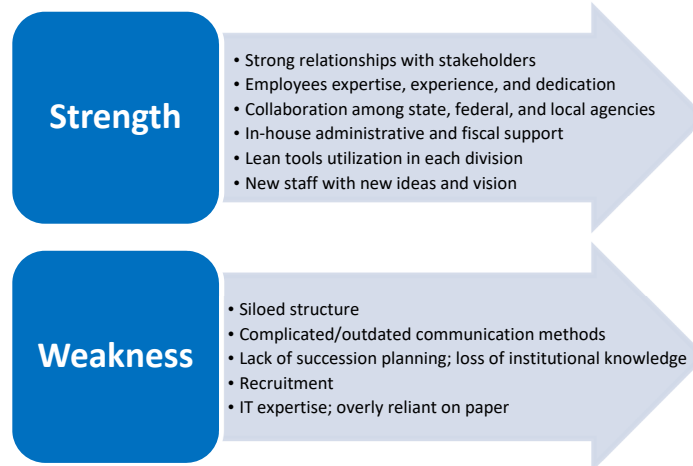 Strength
• Strong relationships with stakeholders
• Employees expertise, experience, and dedication
• Collaboration among state, federal, and local agencies
• In-house administrative and fiscal support
• Lean tools utilization in each division
• New staff with new ideas and vision
Weakness
• Siloed structure
• Complicated/outdated communication methods
• Lack of succession planning; loss of institutional knowledge
• Recruitment
• IT expertise; overly reliant on paper